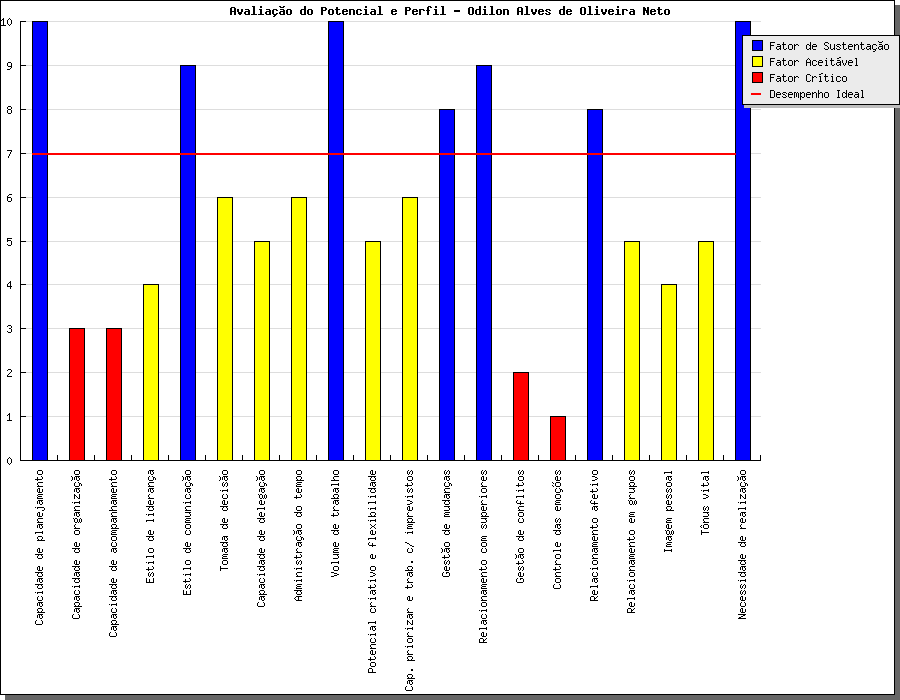 Avaliação do Potencial e Perfil - Odilon Alves de Oliveira Neto
10
9
8
7
6
5
4
3
2
1
0
Fator de Sustentação
Fator Aceitável
Fator Crítico
Desempenho Ideal
Capacidade de planejamento
Capacidade de organização
Capacidade de acompanhamento
Estilo de liderança
Estilo de comunicação
Tomada de decisão
Capacidade de delegação
Administração do tempo
Volume de trabalho
Potencial criativo e flexibilidade
Cap. priorizar e trab. c/ imprevistos
Gestão de mudanças
Relacionamento com superiores
Gestão de conflitos
Controle das emoções
Relacionamento afetivo
Relacionamento em grupos
Imagem pessoal
Tônus vital
Necessidade de realização